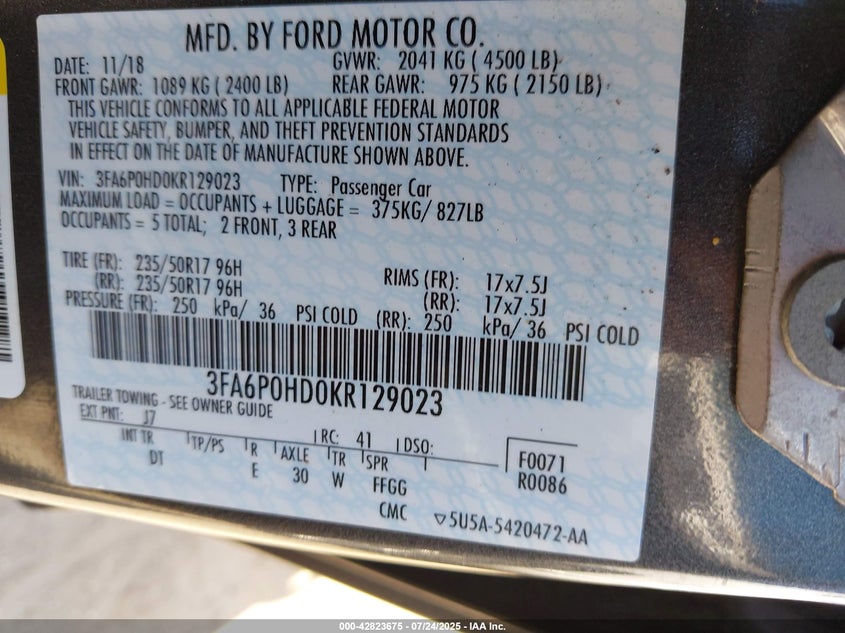 MFD. BY FORD MOTOR CO.
DATE: 11/18 GVWR: 2041 KG ( 4500 LB)
FRONT GAWR: 1089 KG ( 2400 LB) REAR GAWR: 975 KG ( 2150 LB)
THIS VEHICLE CONFORMS TO ALL APPLICABLE FEDERAL MOTOR
VEHICLE SAFETY, BUMPER, AND THEFT PREVENTION STANDARDS
IN EFFECT ON THE DATE OF MANUFACTURE SHOWN ABOVE.
VIN: 3FA6P0HD0KR129023 TYPE: Passenger Car
MAXIMUM LOAD = OCCUPANTS + LUGGAGE = 375KG/ 827LB
OCCUPANTS = 5 TOTAL; 2 FRONT, 3 REAR
TIRE (FR): 235/50R17 96H RIMS (FR): 17x7.5J
(RR): 235/50R17 96H (RR): 17x7.5J
PRESSURE (FR): 250 kPa/ 36 PSI COLD (RR): 250 kPa/ 36 PSI COLD
3FA6P0HD0KR129023
TRAILER TOWING - SEE OWNER GUIDE
EXT PNT: J7 RC: 41 DSO: F0071
INT TR TP/PS R AXLE TR SPR R0086
DT E 30 W FFGG
CMC 5U5A-5420472-AA
000-42823675 - 07/24/2025 - IAA Inc.